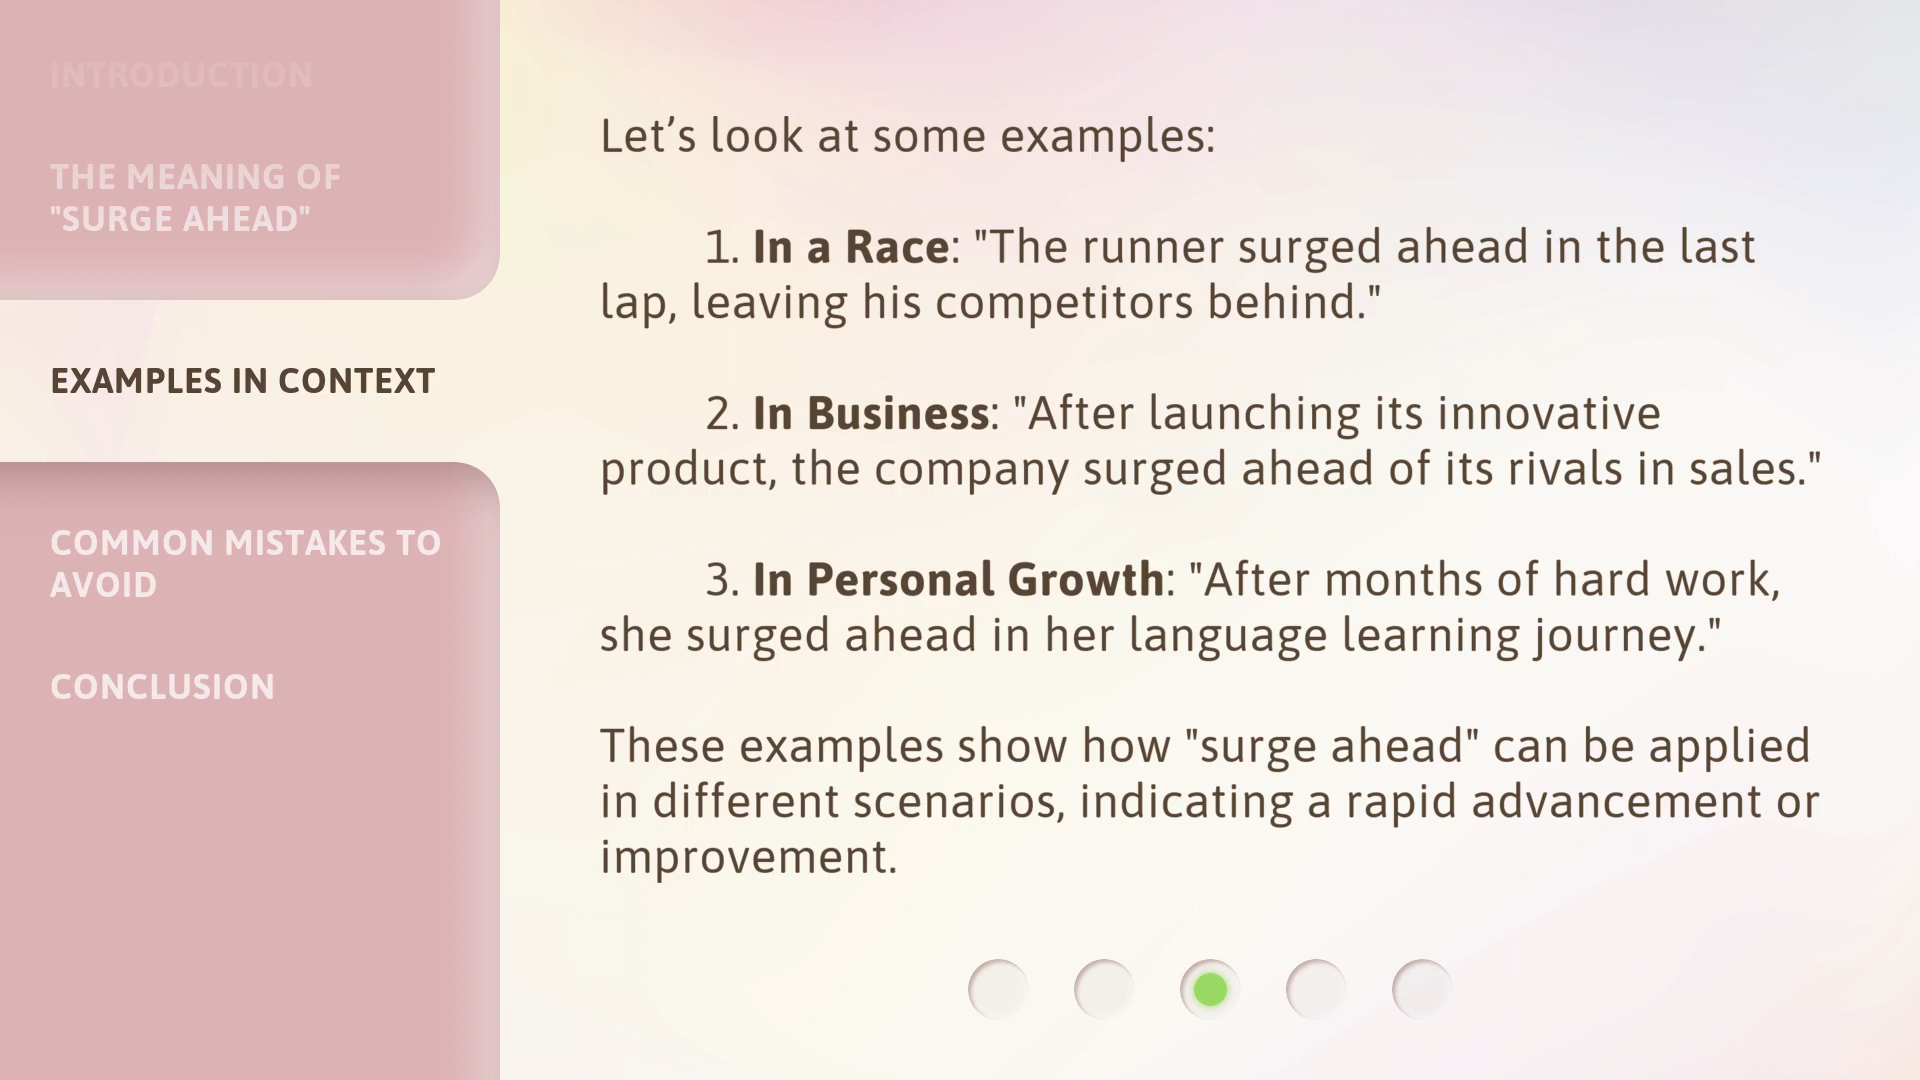 INTRODUCTION
THE MEANING OF
"SURGE AHEAD"
EXAMPLES IN CONTEXT
COMMON MISTAKES TO
AVOID
CONCLUSION
Let’s look at some examples:
1. In a Race: "The runner surged ahead in the last
lap, leaving his competitors behind."
2. In Business: "After launching its innovative
product, the company surged ahead of its rivals in sales."
3. In Personal Growth: "After months of hard work,
she surged ahead in her language learning journey."
These examples show how "surge ahead" can be applied
in different scenarios, indicating a rapid advancement or
improvement.